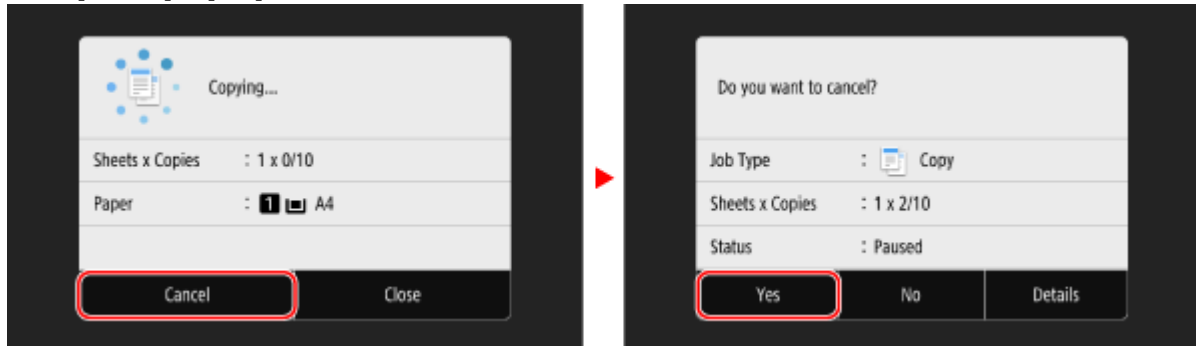 Copying...
Sheets x Copies : 1 x 0/10
Paper : 1 A4
Cancel Close
Do you want to cancel?
Job Type : Copy
Sheets x Copies : 1 x 2/10
Status : Paused
Yes No Details